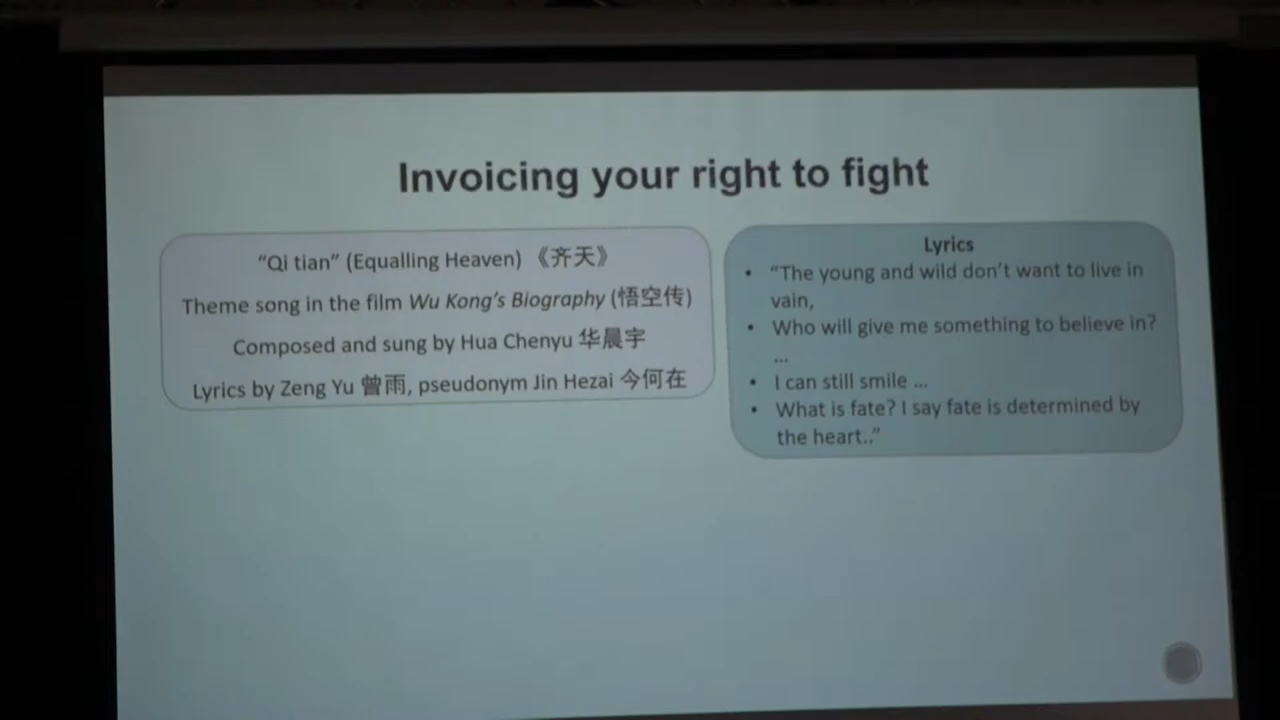 Invoicing your right to fight
“Qi tian” (Equalling Heaven) 《齐天》
Theme song in the film Wu Kong’s Biography (悟空传)
Composed and sung by Hua Chenyu 华晨宇
Lyrics by Zeng Yu 曾雨, pseudonym Jin Hezai 今何在
Lyrics
• “The young and wild don’t want to live in
vain,
• Who will give me something to believe in?
...
• I can still smile ...
• What is fate? I say fate is determined by
the heart..”